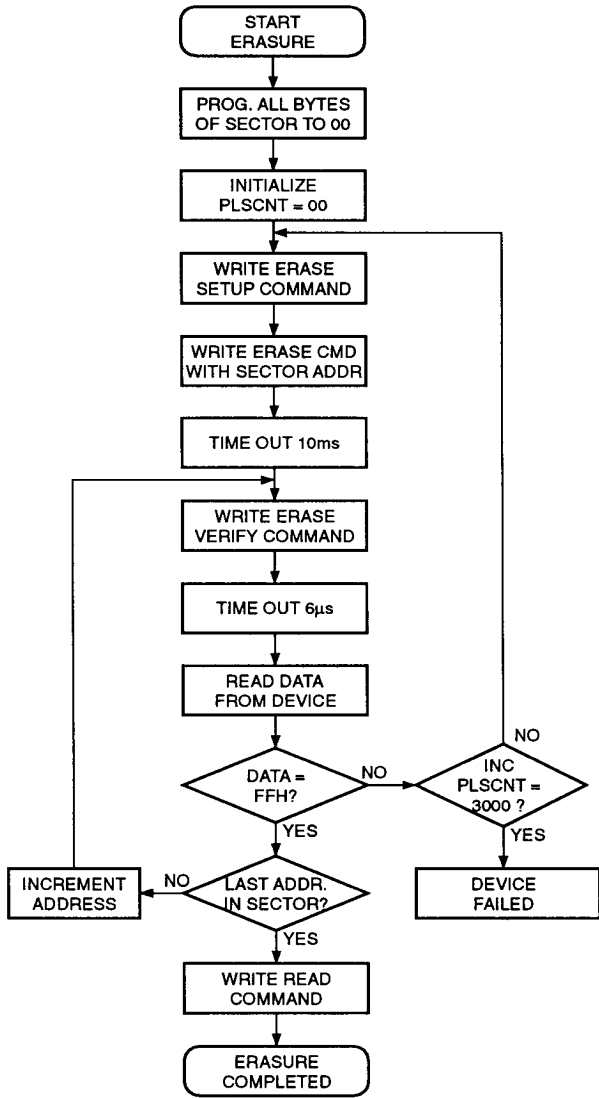 START
ERASURE
PROG. ALL BYTES
OF SECTOR TO 00
INITIALIZE
PLSCNT = 00
WRITE ERASE
SETUP COMMAND
WRITE ERASE CMD
WITH SECTOR ADDR
TIME OUT 10ms
WRITE ERASE
VERIFY COMMAND
TIME OUT 6µs
READ DATA
FROM DEVICE
DATA =
FFH?
NO
YES
INC
PLSCNT =
3000 ?
NO
YES
DEVICE
FAILED
LAST ADDR.
IN SECTOR?
NO
YES
INCREMENT
ADDRESS
WRITE READ
COMMAND
ERASURE
COMPLETED